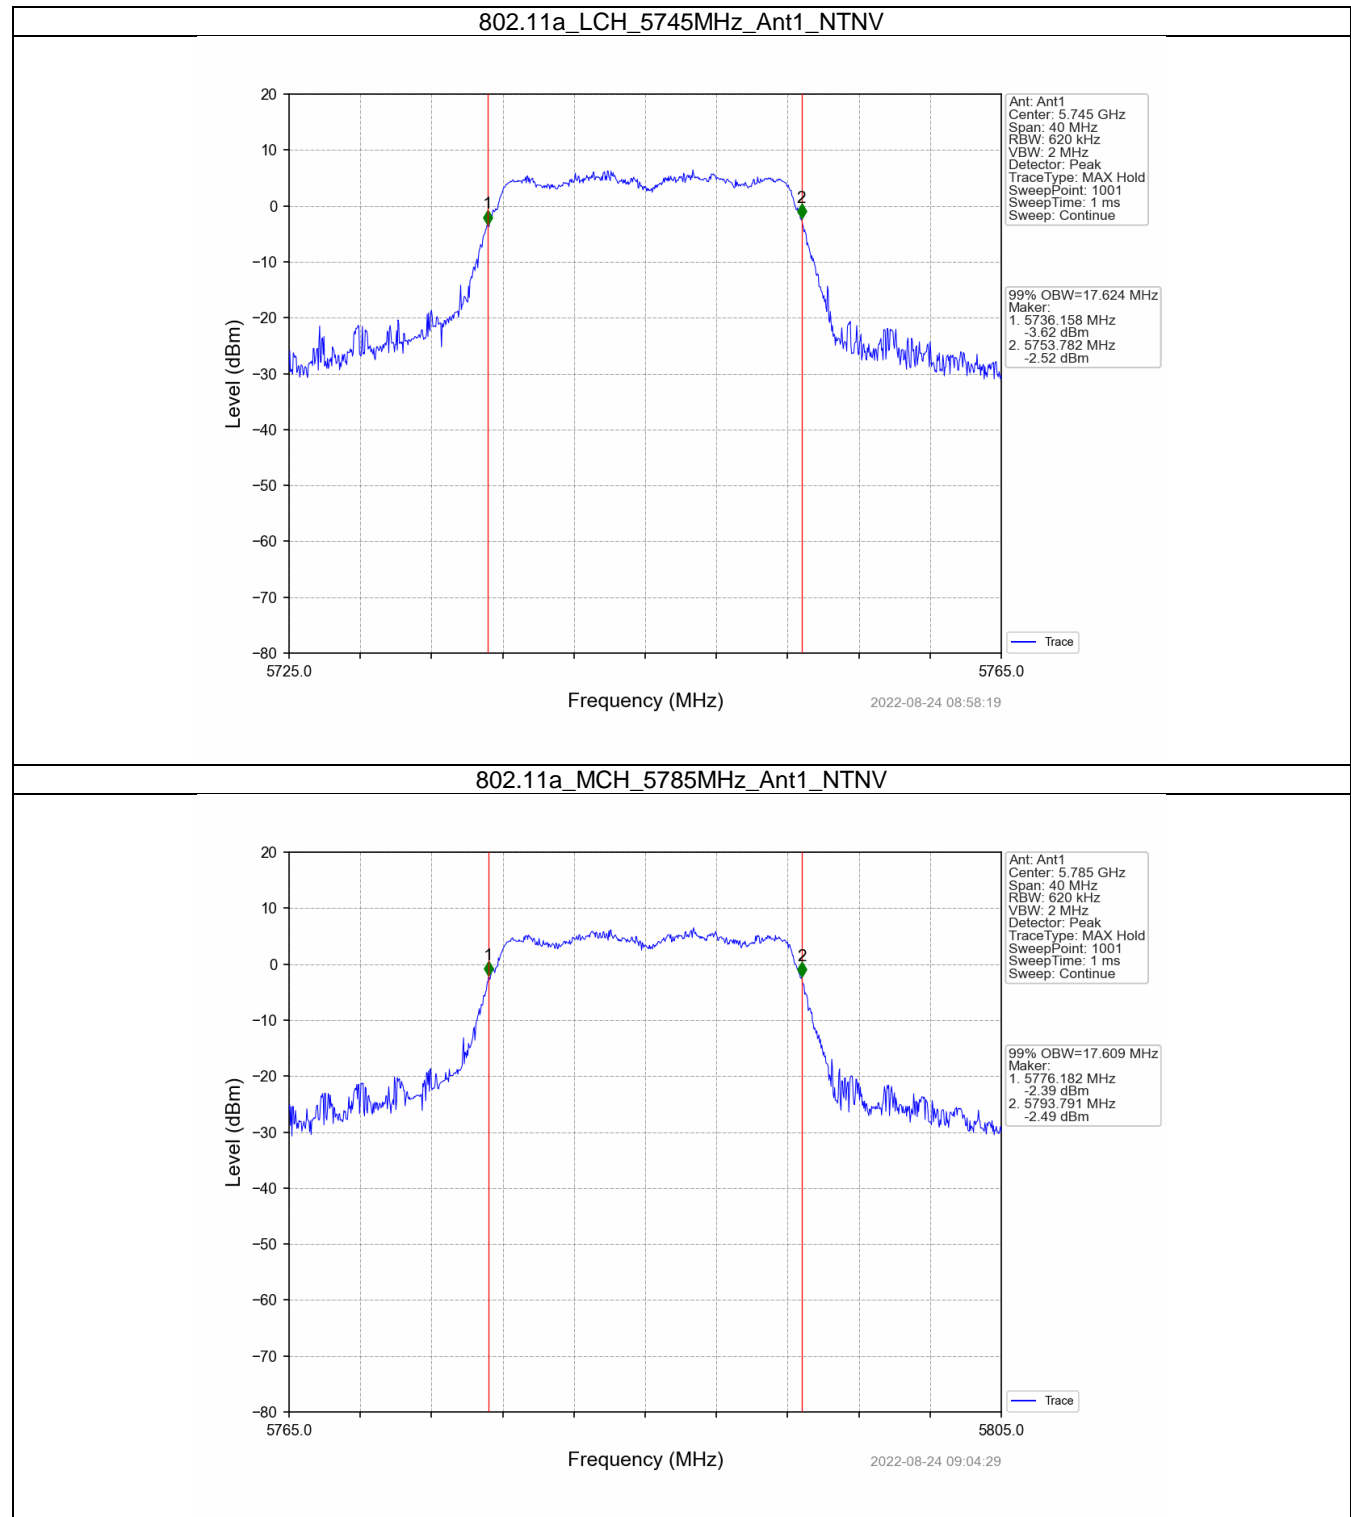 802.11a_LCH_5745MHz_Ant1_NTNV
20
10
0
−10
−20
−30
−40
−50
−60
−70
−80
Level (dBm)
1
2
5725.0
5765.0
Frequency (MHz)
2022-08-24 08:58:19
Ant: Ant1
Center: 5.745 GHz
Span: 40 MHz
RBW: 620 kHz
VBW: 2 MHz
Detector: Peak
TraceType: MAX Hold
SweepPoint: 1001
SweepTime: 1 ms
Sweep: Continue
99% OBW=17.624 MHz
Maker:
1. 5736.158 MHz
-3.62 dBm
2. 5753.782 MHz
-2.52 dBm
Trace
802.11a_MCH_5785MHz_Ant1_NTNV
20
10
0
−10
−20
−30
−40
−50
−60
−70
−80
Level (dBm)
1
2
5765.0
5805.0
Frequency (MHz)
2022-08-24 09:04:29
Ant: Ant1
Center: 5.785 GHz
Span: 40 MHz
RBW: 620 kHz
VBW: 2 MHz
Detector: Peak
TraceType: MAX Hold
SweepPoint: 1001
SweepTime: 1 ms
Sweep: Continue
99% OBW=17.609 MHz
Maker:
1. 5776.182 MHz
-2.39 dBm
2. 5793.791 MHz
-2.49 dBm
Trace